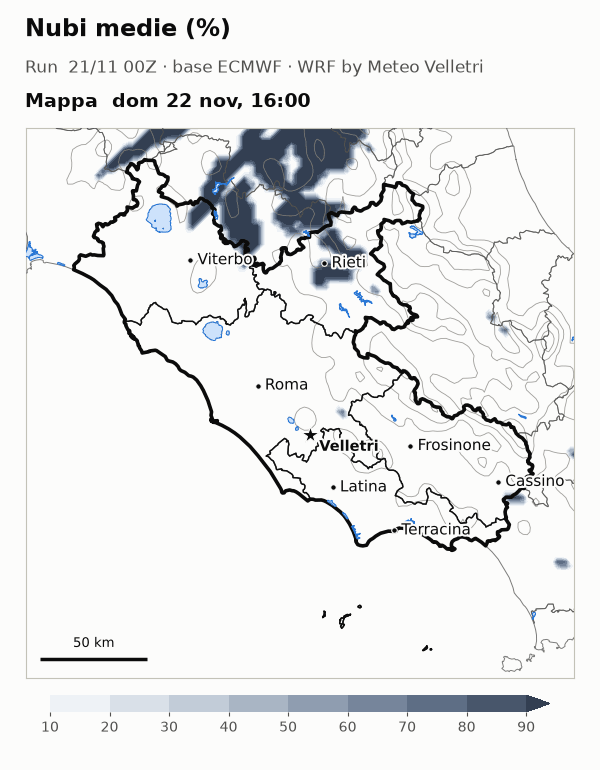 Nubi medie (%)
Run  21/11 00Z · base ECMWF · WRF by Meteo Velletri
Mappa  dom 22 nov, 16:00
Viterbo
Rieti
Roma
Velletri
Frosinone
Cassino
Latina
Terracina
50 km
10 20 30 40 50 60 70 80 90